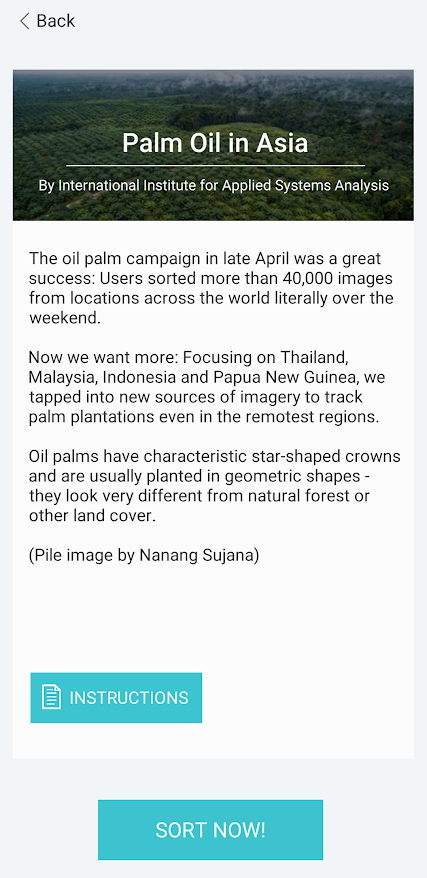 Back
Palm Oil in Asia
By International Institute for Applied Systems Analysis
The oil palm campaign in late April was a great
success: Users sorted more than 40,000 images
from locations across the world literally over the
weekend.
Now we want more: Focusing on Thailand,
Malaysia, Indonesia and Papua New Guinea, we
tapped into new sources of imagery to track
palm plantations even in the remotest regions.
Oil palms have characteristic star-shaped crowns
and are usually planted in geometric shapes -
they look very different from natural forest or
other land cover.
(Pile image by Nanang Sujana)
INSTRUCTIONS
SORT NOW!